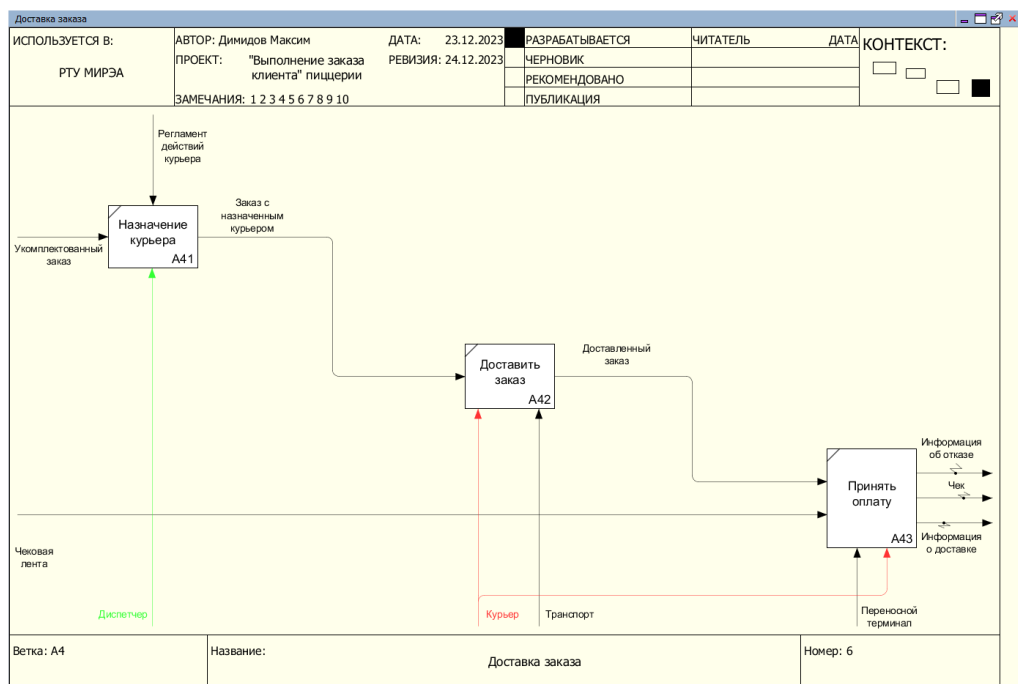 Доставка заказа
ИСПОЛЬЗУЕТСЯ В:
РТУ МИРЭА
АВТОР: Димидов Максим
ДАТА: 23.12.2023
ПРОЕКТ: "Выполнение заказа
клиента" пиццерии
РЕВИЗИЯ: 24.12.2023
ЗАМЕЧАНИЯ: 1 2 3 4 5 6 7 8 9 10
РАЗРАБАТЫВАЕТСЯ
ЧЕРНОВИК
РЕКОМЕНДОВАНО
ПУБЛИКАЦИЯ
ЧИТАТЕЛЬ
ДАТА
КОНТЕКСТ:
Регламент
действий
курьера
Укомплектованный
заказ
Назначение
курьера
A41
Заказ с
назначенным
курьером
Доставить
заказ
A42
Доставленный
заказ
Принять
оплату
A43
Информация
об отказе
Чек
Информация
о доставке
Чековая
лента
Диспетчер
Курьер
Транспорт
Переносной
терминал
Ветка: A4
Название:
Доставка заказа
Номер: 6